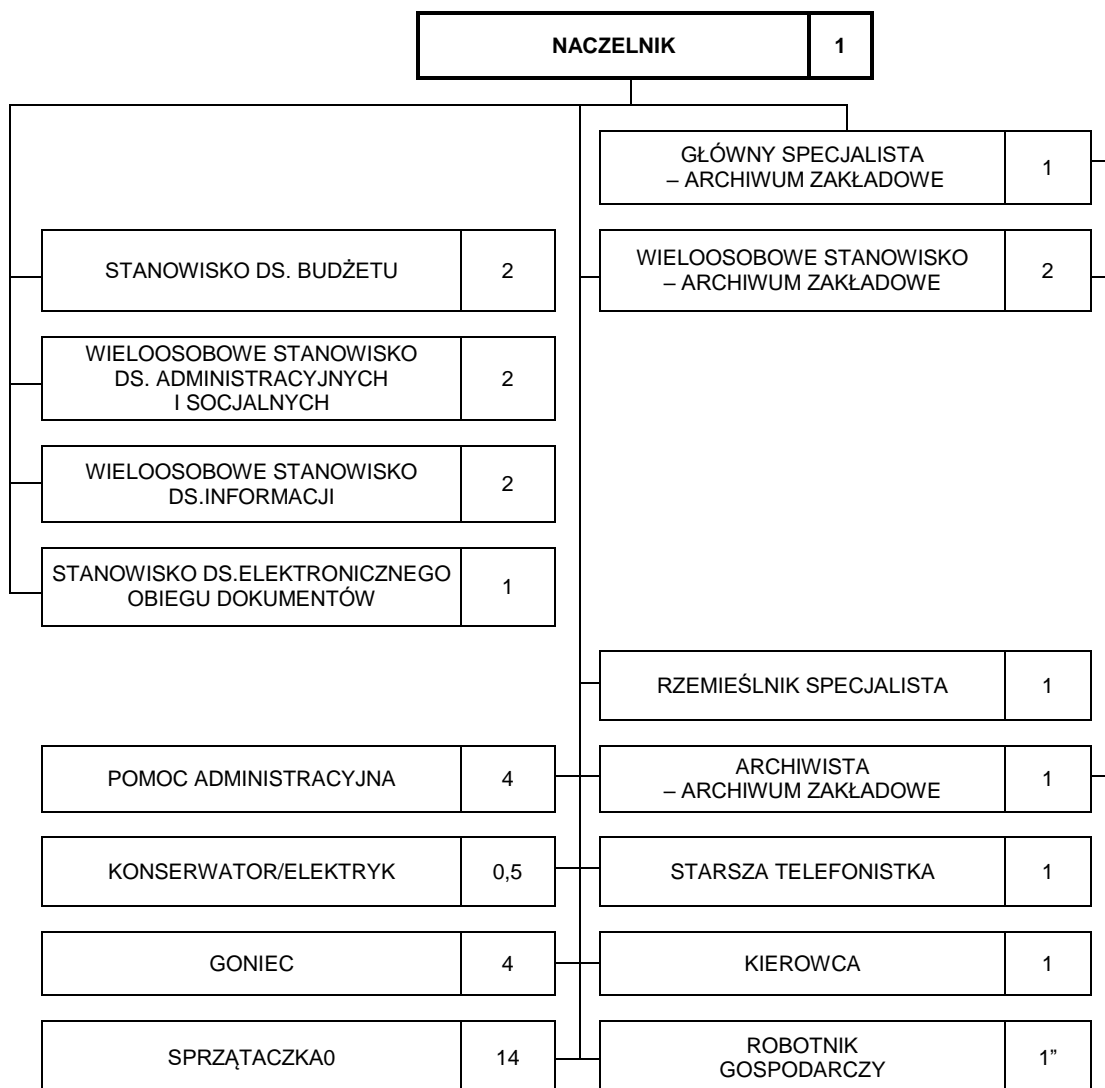 NACZELNIK 1
GŁÓWNY SPECJALISTA
– ARCHIWUM ZAKŁADOWE 1
STANOWISKO DS. BUDŻETU 2
WIELOOSOBOWE STANOWISKO
– ARCHIWUM ZAKŁADOWE 2
WIELOOSOBOWE STANOWISKO
DS. ADMINISTRACYJNYCH
I SOCJALNYCH 2
WIELOOSOBOWE STANOWISKO
DS.INFORMACJI 2
STANOWISKO DS.ELEKTRONICZNEGO
OBIEGU DOKUMENTÓW 1
RZEMIEŚLNIK SPECJALISTA 1
POMOC ADMINISTRACYJNA 4
ARCHIWISTA
– ARCHIWUM ZAKŁADOWE 1
KONSERWATOR/ELEKTRYK 0,5
STARSZA TELEFONISTKA 1
GONIEC 4
KIEROWCA 1
SPRZĄTACZKA0 14
ROBOTNIK
GOSPODARCZY 1”